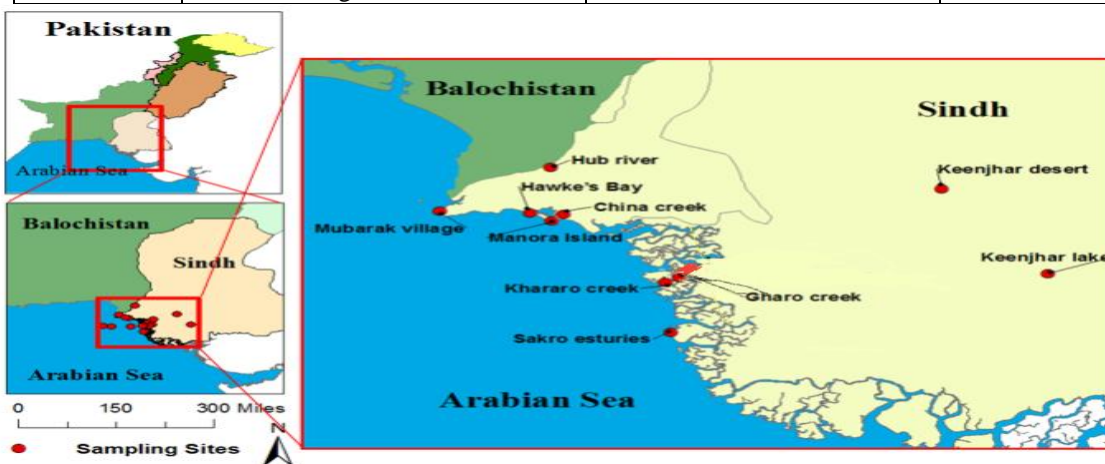 Pakistan
Arabian Sea
Balochistan
Sindh
Arabian Sea
0 150 300 Miles
N
Sampling Sites
Balochistan
Sindh
Hub river
Keenjhar desert
Hawke's Bay
China creek
Mubarak village
Manora Island
Keenjhar lake
Khararo creek
Gharo creek
Sakro esturies
Arabian Sea